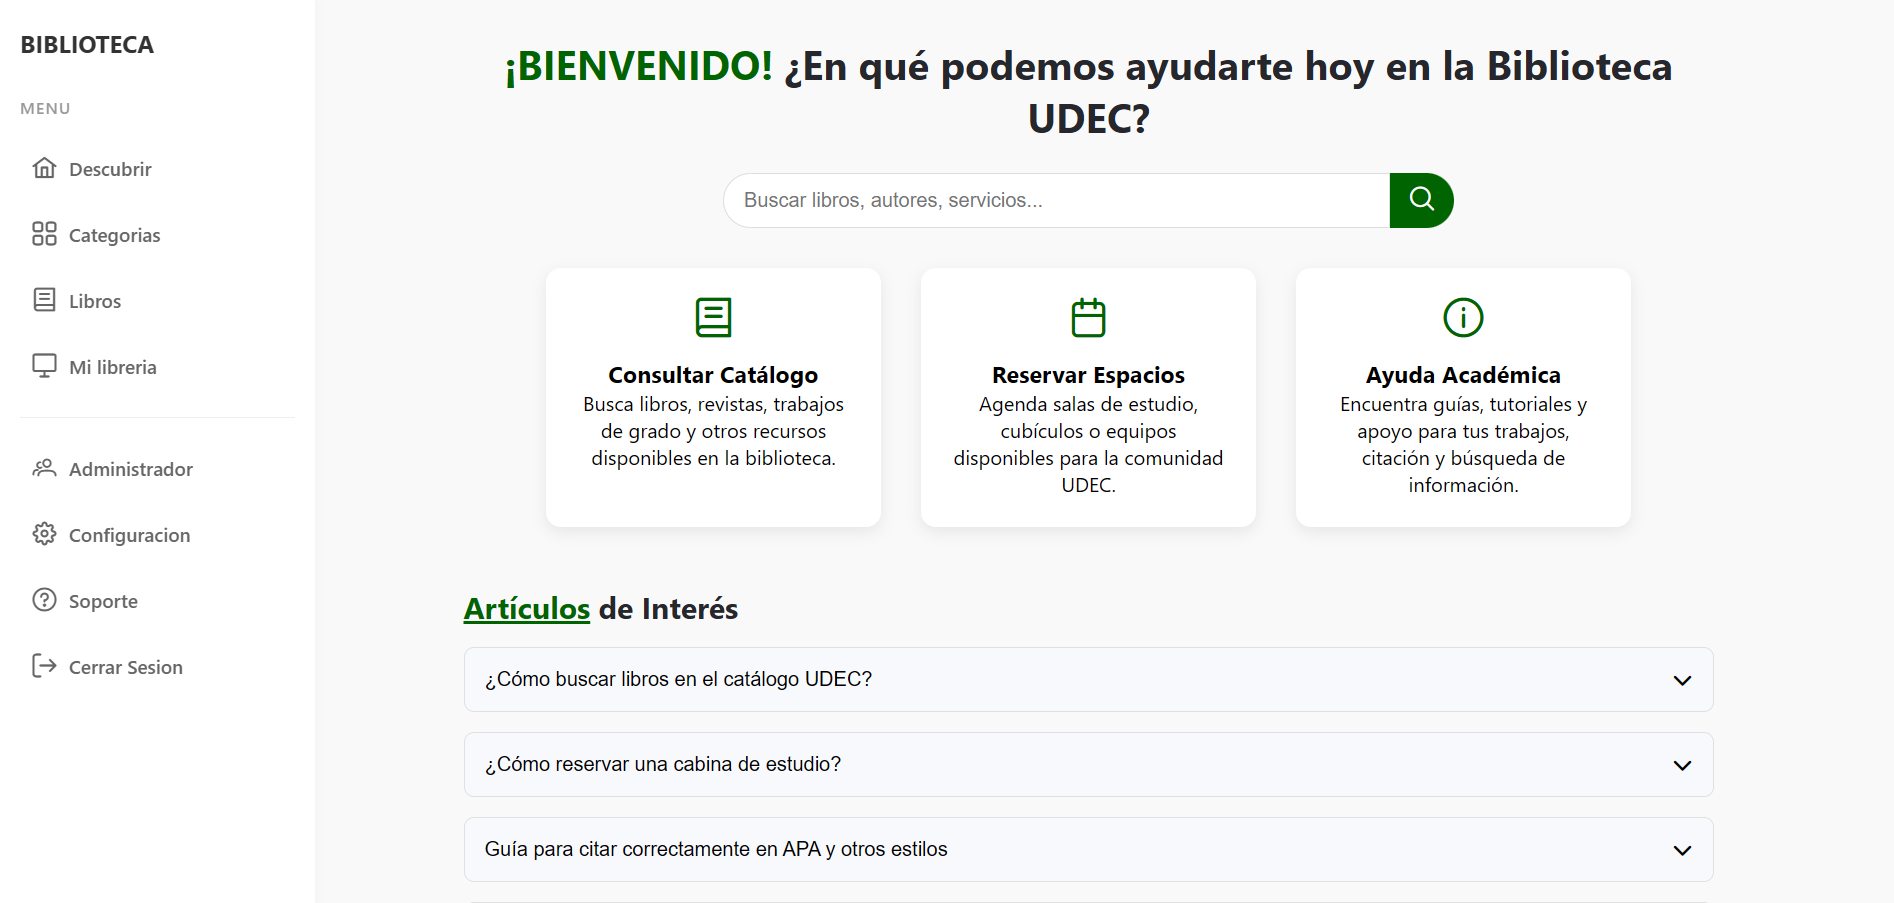 BIBLIOTECA
MENU
Descubrir
Categorias
Libros
Mi libreria
Administrador
Configuracion
Soporte
Cerrar Sesion
¡BIENVENIDO! ¿En qué podemos ayudarte hoy en la Biblioteca
UDEC?
Buscar libros, autores, servicios...
Consultar Catálogo
Busca libros, revistas, trabajos
de grado y otros recursos
disponibles en la biblioteca.
Reservar Espacios
Agenda salas de estudio,
cubículos o equipos
disponibles para la comunidad
UDEC.
Ayuda Académica
Encuentra guías, tutoriales y
apoyo para tus trabajos,
citación y búsqueda de
información.
Artículos de Interés
¿Cómo buscar libros en el catálogo UDEC?
¿Cómo reservar una cabina de estudio?
Guía para citar correctamente en APA y otros estilos